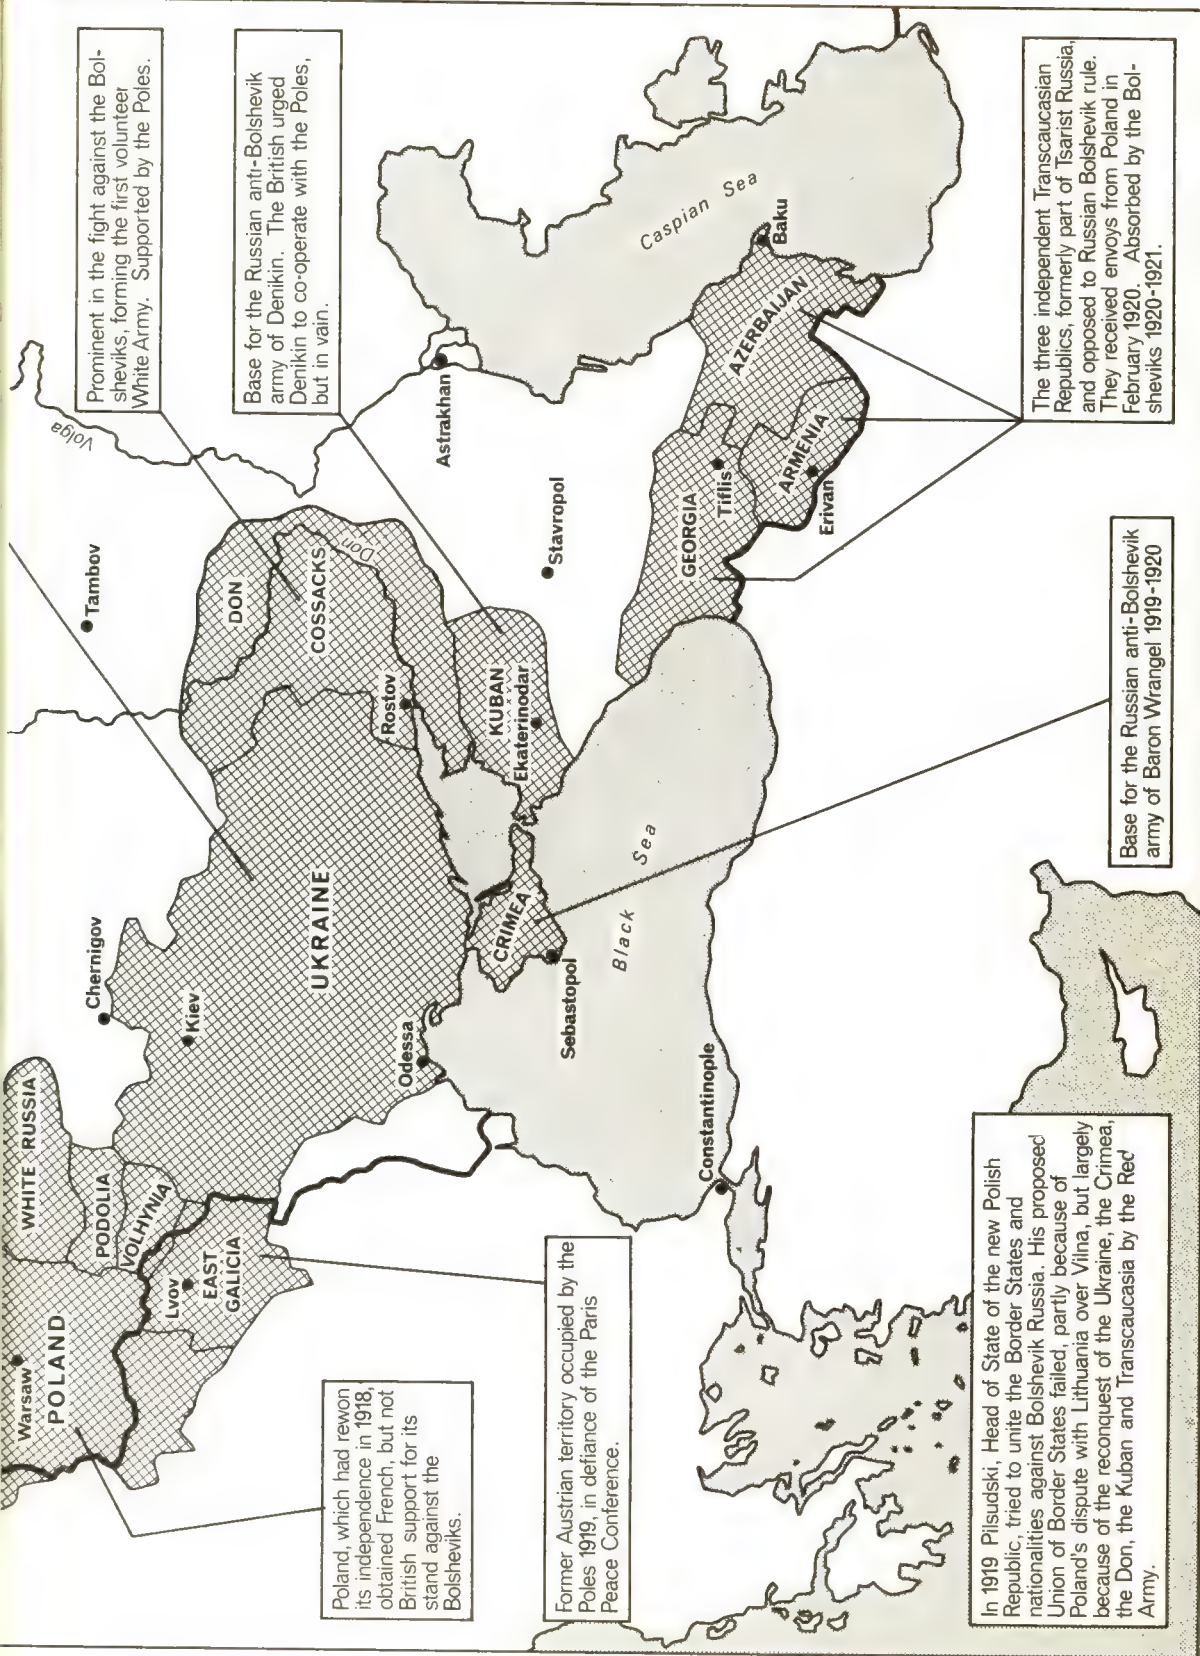 Prominent in the fight against the Bol-
sheviks, forming the first volunteer
White Army. Supported by the Poles.
Base for the Russian anti-Bolshevik
army of Denikin. The British urged
Denikin to co-operate with the Poles,
but in vain.
The three independent Transcaucasian
Republics, formerly part of Tsarist Russia,
and opposed to Russian Bolshevik rule.
They received envoys from Poland in
February 1920. Absorbed by the Bol-
sheviks 1920-1921.
Base for the Russian anti-Bolshevik
army of Baron Wrangel 1919-1920
Poland, which had rewon
its independence in 1918,
obtained French, but not
British support for its
stand against the
Bolsheviks.
Former Austrian territory occupied by the
Poles 1919, in defiance of the Paris
Peace Conference.
In 1919 Pilsudski, Head of State of the new Polish
Republic, tried to unite the Border States and
nationalities against Bolshevik Russia. His proposed
Union of Border States failed, partly because of
Poland's dispute with Lithuania over Vilna, but largely
because of the reconquest of the Ukraine, the Crimea,
the Don, the Kuban and Transcaucasia by the Red
Army.
Warsaw
POLAND
WHITE RUSSIA
PODOLIA
VOLHYNIA
Lvov
EAST
GALICIA
Chernigov
Kiev
UKRAINE
Odessa
CRIMEA
Sebastopol
Constantinople
Black Sea
Tambov
Volga
DON
COSSACKS
Don
Rostov
KUBAN
Ekaterinodar
Stavropol
Astrakhan
Caspian Sea
Baku
AZERBAIJAN
GEORGIA
Tiflis
ARMENIA
Erivan